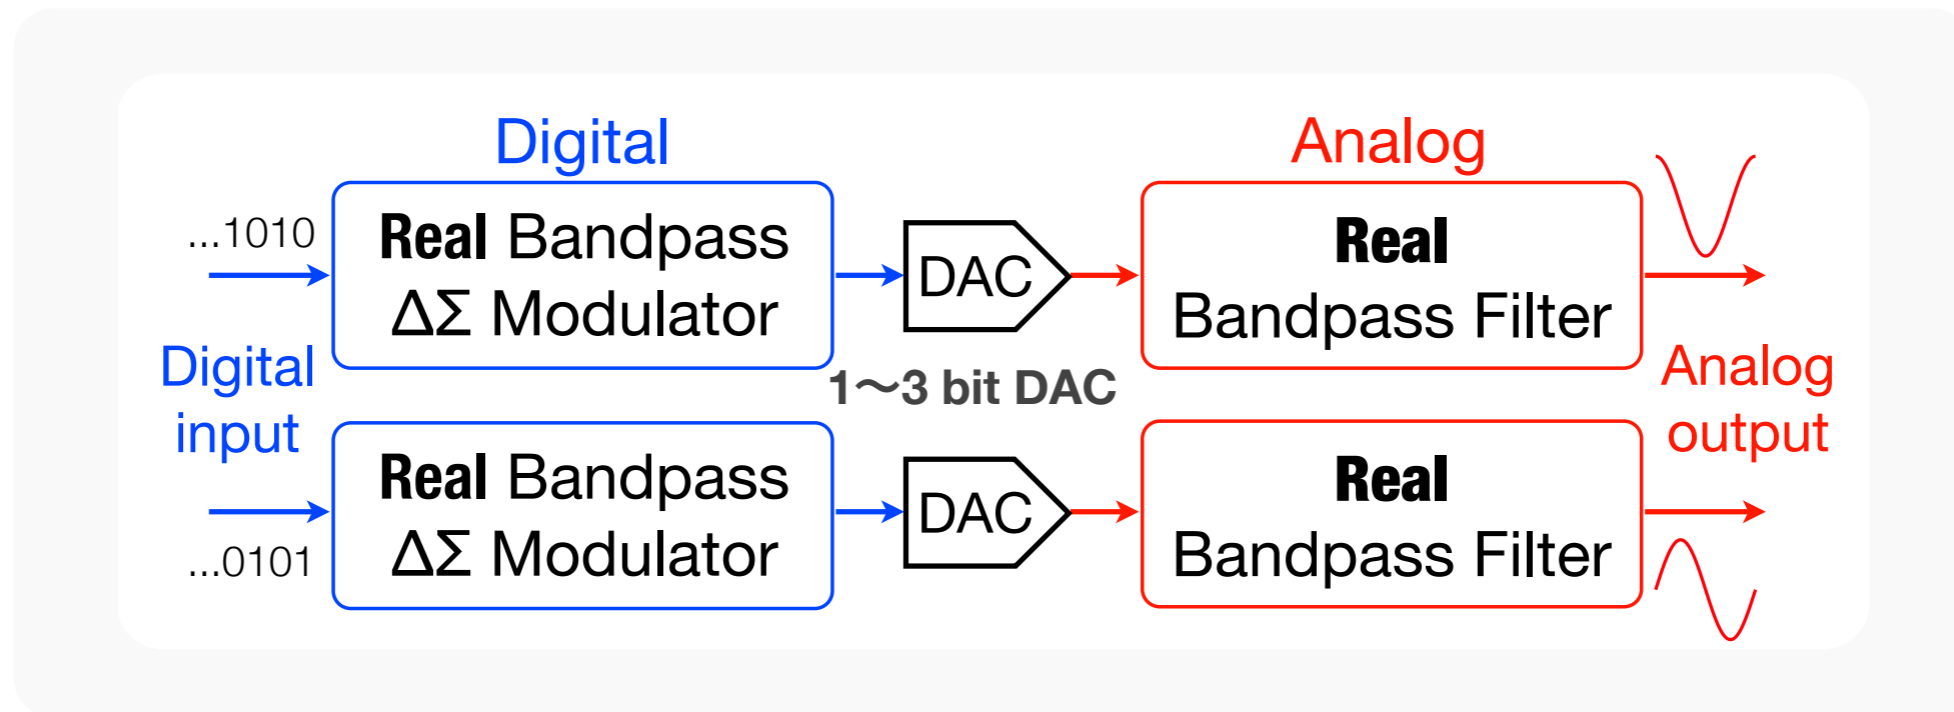 Digital
Analog
...1010
Real Bandpass
ΔΣ Modulator
DAC
Real
Bandpass Filter
Digital
input
1～3 bit DAC
Analog
output
Real Bandpass
ΔΣ Modulator
DAC
Real
Bandpass Filter
...0101